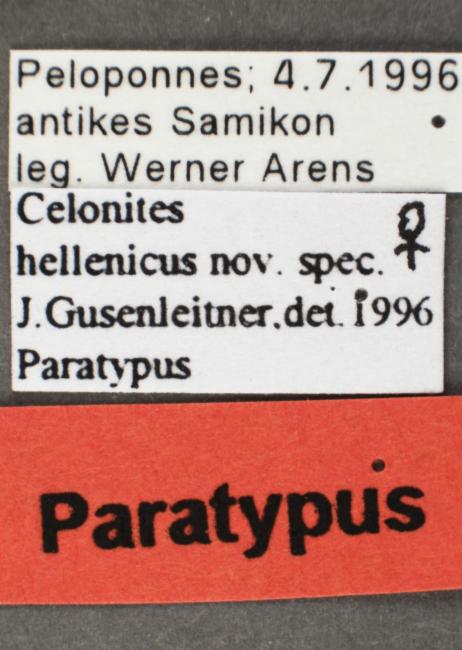 Peloponnes; 4.7.1996
antikes Samikon
leg. Werner Arens
Celonites
hellenicus nov. spec. ♀
J.Gusenleitner.det. 1996
Paratypus
Paratypus